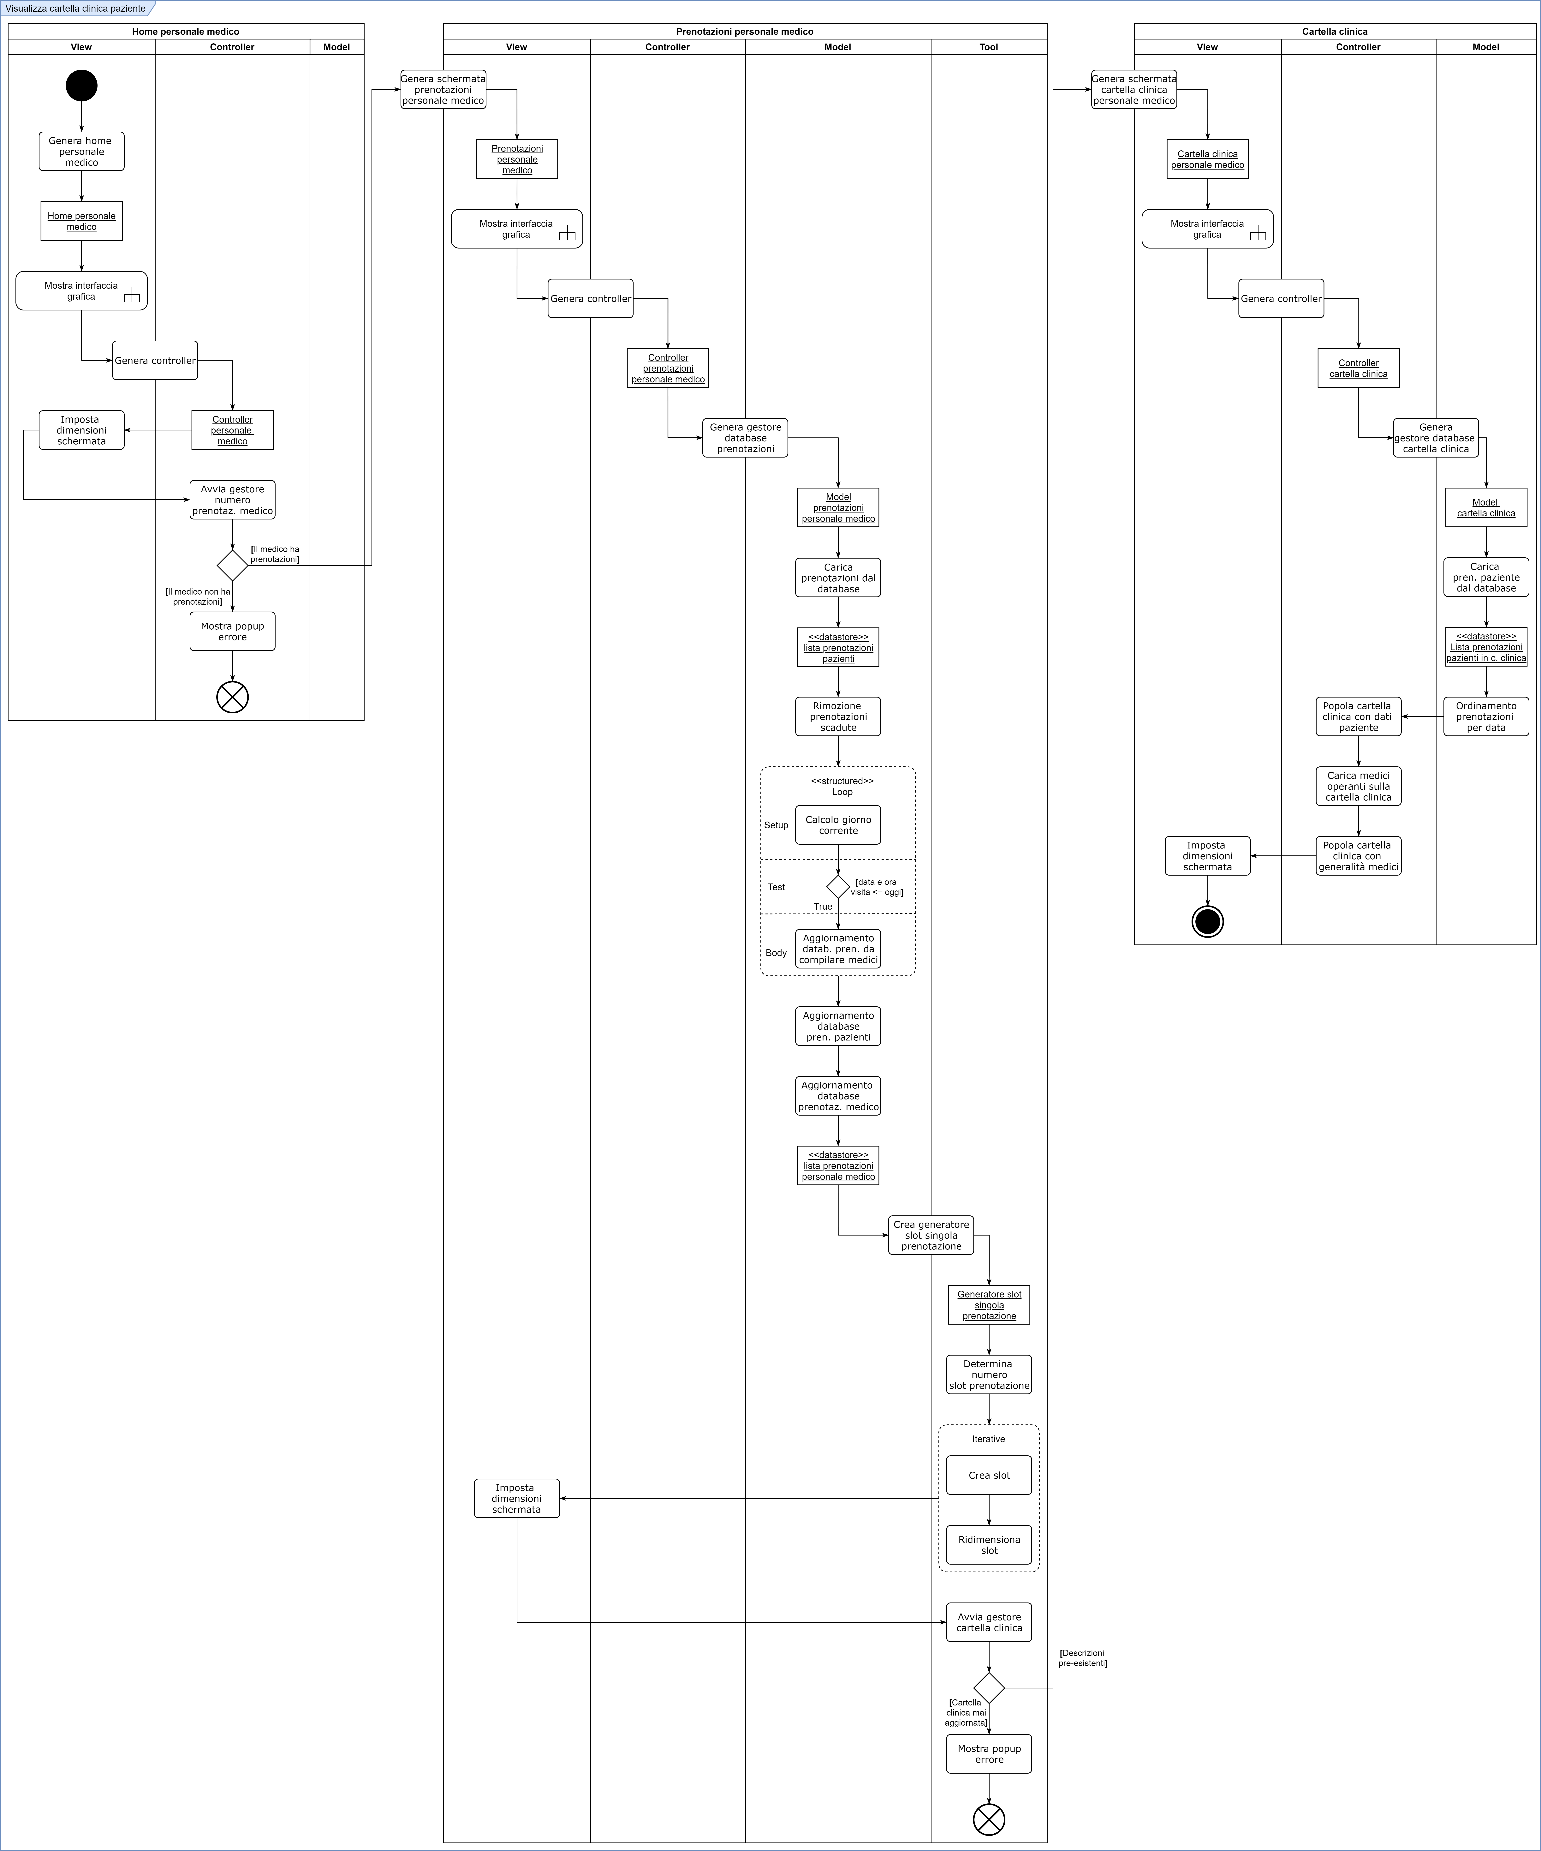 Visualizza cartella clinica paziente
Home personale medico
View
Controller
Model
Genera home
personale
medico
Home personale
medico
Mostra interfaccia
grafica
Genera controller
Imposta
dimensioni
schermata
Controller
personale
medico
Avvia gestore
numero
prenotaz. medico
[Il medico ha
prenotazioni]
[Il medico non ha
prenotazioni]
Mostra popup
errore
Prenotazioni personale medico
View
Controller
Model
Tool
Genera schermata
prenotazioni
personale medico
Prenotazioni
personale
medico
Mostra interfaccia
grafica
Genera controller
Controller
prenotazioni
personale medico
Genera gestore
database
prenotazioni
Model
prenotazioni
personale medico
Carica
prenotazioni dal
database
<<datastore>>
lista prenotazioni
pazienti
Rimozione
prenotazioni
scadute
<<structured>>
Loop
Setup
Calcolo giorno
corrente
Test
[data e ora
visita < oggi]
True
Body
Aggiornamento
datab. pren. da
compilare medici
Aggiornamento
database
pren. pazienti
Aggiornamento
database
prenotaz. medico
<<datastore>>
lista prenotazioni
personale medico
Crea generatore
slot singola
prenotazione
Generatore slot
singola
prenotazione
Determina
numero
slot prenotazione
Iterative
Crea slot
Ridimensiona
slot
Imposta
dimensioni
schermata
Avvia gestore
cartella clinica
[Descrizioni
pre-esistenti]
[Cartella
clinica mai
aggiornata]
Mostra popup
errore
Cartella clinica
View
Controller
Model
Genera schermata
cartella clinica
personale medico
Cartella clinica
personale medico
Mostra interfaccia
grafica
Genera controller
Controller
cartella clinica
Genera
gestore database
cartella clinica
Model
cartella clinica
Carica
pren. paziente
dal database
<<datastore>>
Lista prenotazioni
pazienti in c. clinica
Ordinamento
prenotazioni
per data
Popola cartella
clinica con dati
paziente
Carica medici
operanti sulla
cartella clinica
Popola cartella
clinica con
generalità medici
Imposta
dimensioni
schermata